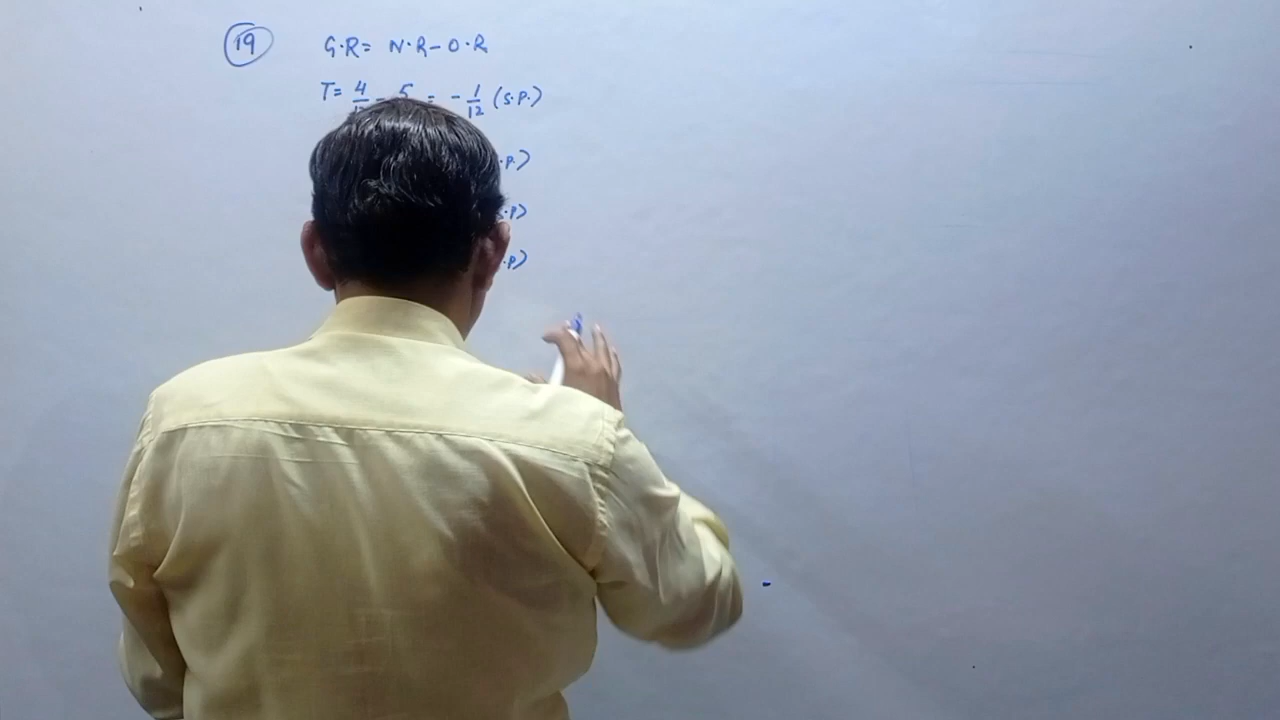 19 G.R= N.R-O.R
T= 4/ - 5 = -1/12 (S.P.)
.P.)
S.P)
.P)